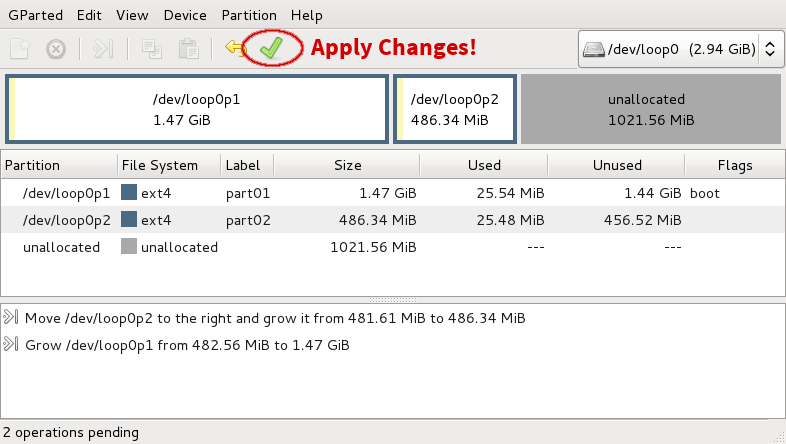 GParted Edit View Device Partition Help
Apply Changes!
/dev/loop0 (2.94 GiB)
/dev/loop0p1
1.47 GiB
/dev/loop0p2
486.34 MiB
unallocated
1021.56 MiB
Partition File System Label Size Used Unused Flags
/dev/loop0p1 ext4 part01 1.47 GiB 25.54 MiB 1.44 GiB boot
/dev/loop0p2 ext4 part02 486.34 MiB 25.48 MiB 456.52 MiB
unallocated unallocated 1021.56 MiB --- ---
Move /dev/loop0p2 to the right and grow it from 481.61 MiB to 486.34 MiB
Grow /dev/loop0p1 from 482.56 MiB to 1.47 GiB
2 operations pending